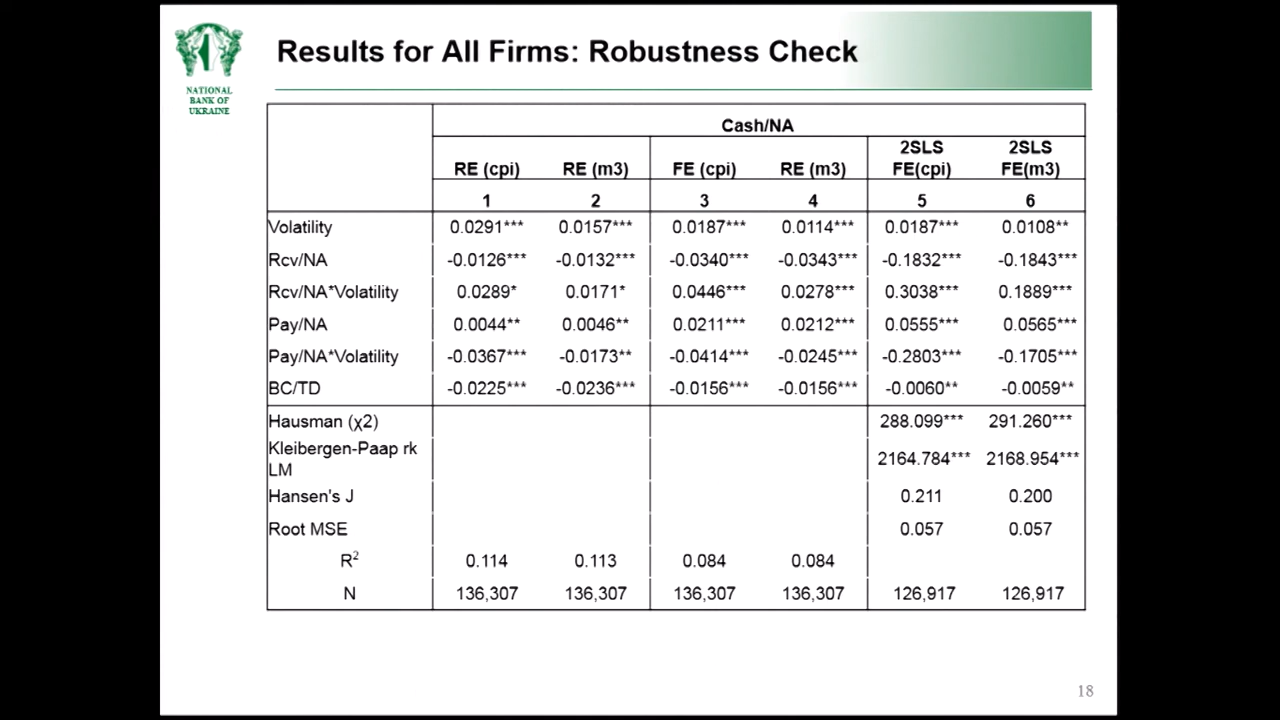 NATIONAL
BANK OF
UKRAINE
Results for All Firms: Robustness Check
Cash/NA
RE (cpi) RE (m3) FE (cpi) RE (m3) 2SLS FE(cpi) 2SLS FE(m3)
1 2 3 4 5 6
Volatility 0.0291*** 0.0157*** 0.0187*** 0.0114*** 0.0187*** 0.0108**
Rcv/NA -0.0126*** -0.0132*** -0.0340*** -0.0343*** -0.1832*** -0.1843***
Rcv/NA*Volatility 0.0289* 0.0171* 0.0446*** 0.0278*** 0.3038*** 0.1889***
Pay/NA 0.0044** 0.0046** 0.0211*** 0.0212*** 0.0555*** 0.0565***
Pay/NA*Volatility -0.0367*** -0.0173** -0.0414*** -0.0245*** -0.2803*** -0.1705***
BC/TD -0.0225*** -0.0236*** -0.0156*** -0.0156*** -0.0060** -0.0059**
Hausman (χ2) 288.099*** 291.260***
Kleibergen-Paap rk LM 2164.784*** 2168.954***
Hansen's J 0.211 0.200
Root MSE 0.057 0.057
R² 0.114 0.113 0.084 0.084
N 136,307 136,307 136,307 136,307 126,917 126,917
18